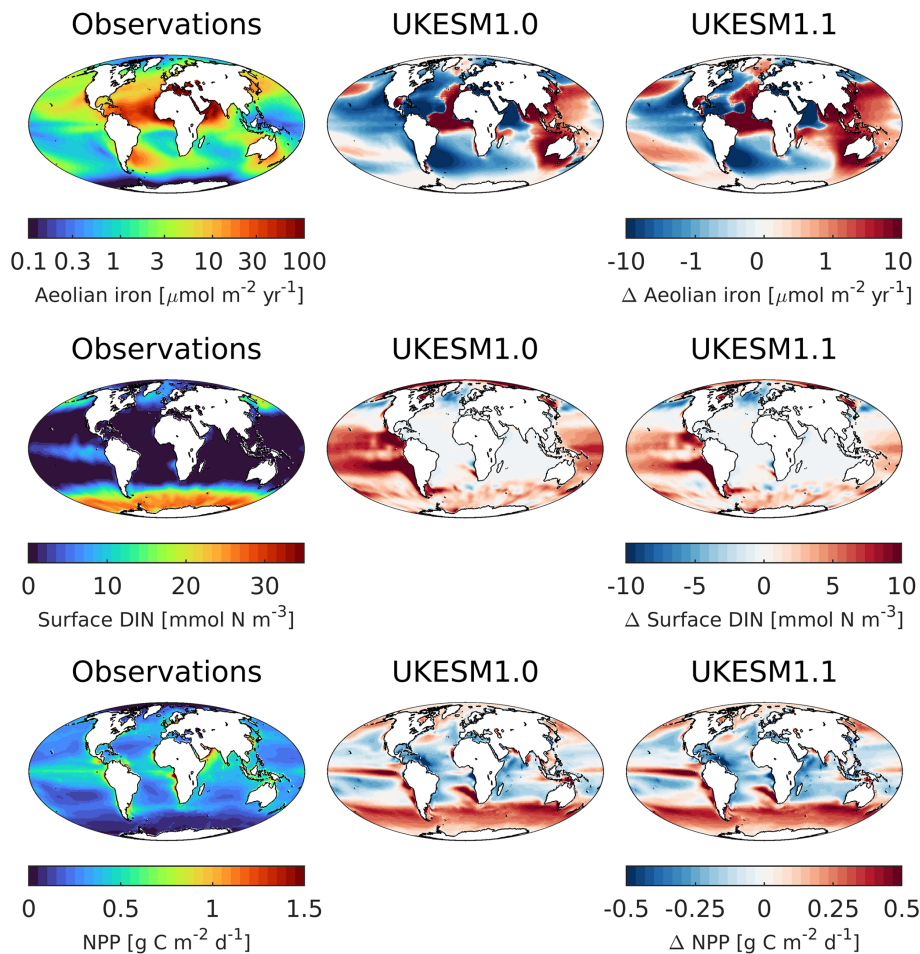 Observations UKESM1.0 UKESM1.1
0.1 0.3 1 3 10 30 100 -10 -1 0 1 10
Aeolian iron [μmol m⁻² yr⁻¹] Δ Aeolian iron [μmol m⁻² yr⁻¹]
Observations UKESM1.0 UKESM1.1
0 10 20 30 -10 -5 0 5 10
Surface DIN [mmol N m⁻³] Δ Surface DIN [mmol N m⁻³]
Observations UKESM1.0 UKESM1.1
0 0.5 1 1.5 -0.5 -0.25 0 0.25 0.5
NPP [g C m⁻² d⁻¹] Δ NPP [g C m⁻² d⁻¹]